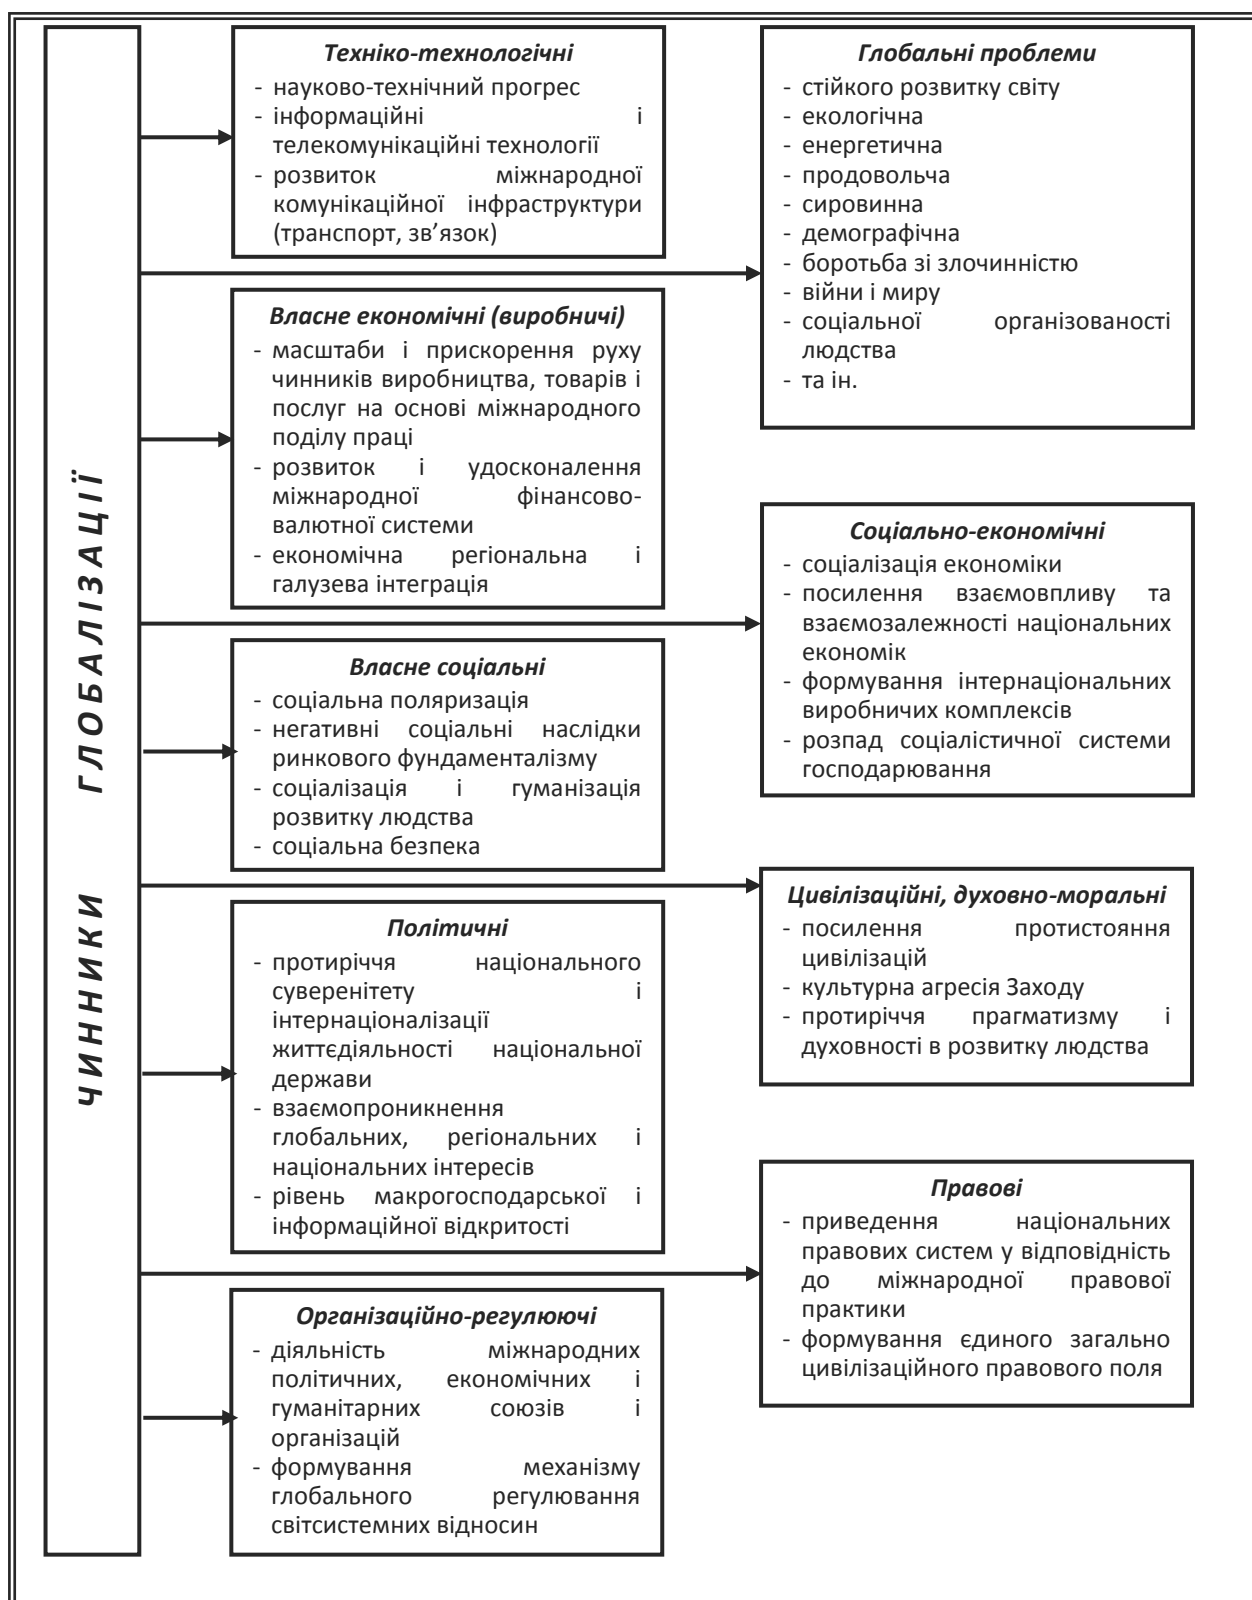 ЧИННИКИ ГЛОБАЛІЗАЦІЇ
Техніко-технологічні
- науково-технічний прогрес
- інформаційні і
телекомунікаційні технології
- розвиток міжнародної
комунікаційної інфраструктури
(транспорт, зв’язок)
Власне економічні (виробничі)
- масштаби і прискорення руху
чинників виробництва, товарів і
послуг на основі міжнародного
поділу праці
- розвиток і удосконалення
міжнародної фінансово-
валютної системи
- економічна регіональна і
галузева інтеграція
Власне соціальні
- соціальна поляризація
- негативні соціальні наслідки
ринкового фундаменталізму
- соціалізація і гуманізація
розвитку людства
- соціальна безпека
Політичні
- протиріччя національного
суверенітету і
інтернаціоналізації
життєдіяльності національної
держави
- взаємопроникнення
глобальних, регіональних і
національних інтересів
- рівень макрогосподарської і
інформаційної відкритості
Організаційно-регулюючі
- діяльність міжнародних
політичних, економічних і
гуманітарних союзів і
організацій
- формування механізму
глобального регулювання
світсистемних відносин
Глобальні проблеми
- стійкого розвитку світу
- екологічна
- енергетична
- продовольча
- сировинна
- демографічна
- боротьба зі злочинністю
- війни і миру
- соціальної організованості
людства
- та ін.
Соціально-економічні
- соціалізація економіки
- посилення взаємовпливу та
взаємозалежності національних
економік
- формування інтернаціональних
виробничих комплексів
- розпад соціалістичної системи
господарювання
Цивілізаційні, духовно-моральні
- посилення протистояння
цивілізацій
- культурна агресія Заходу
- протиріччя прагматизму і
духовності в розвитку людства
Правові
- приведення національних
правових систем у відповідність
до міжнародної правової
практики
- формування єдиного загально
цивілізаційного правового поля